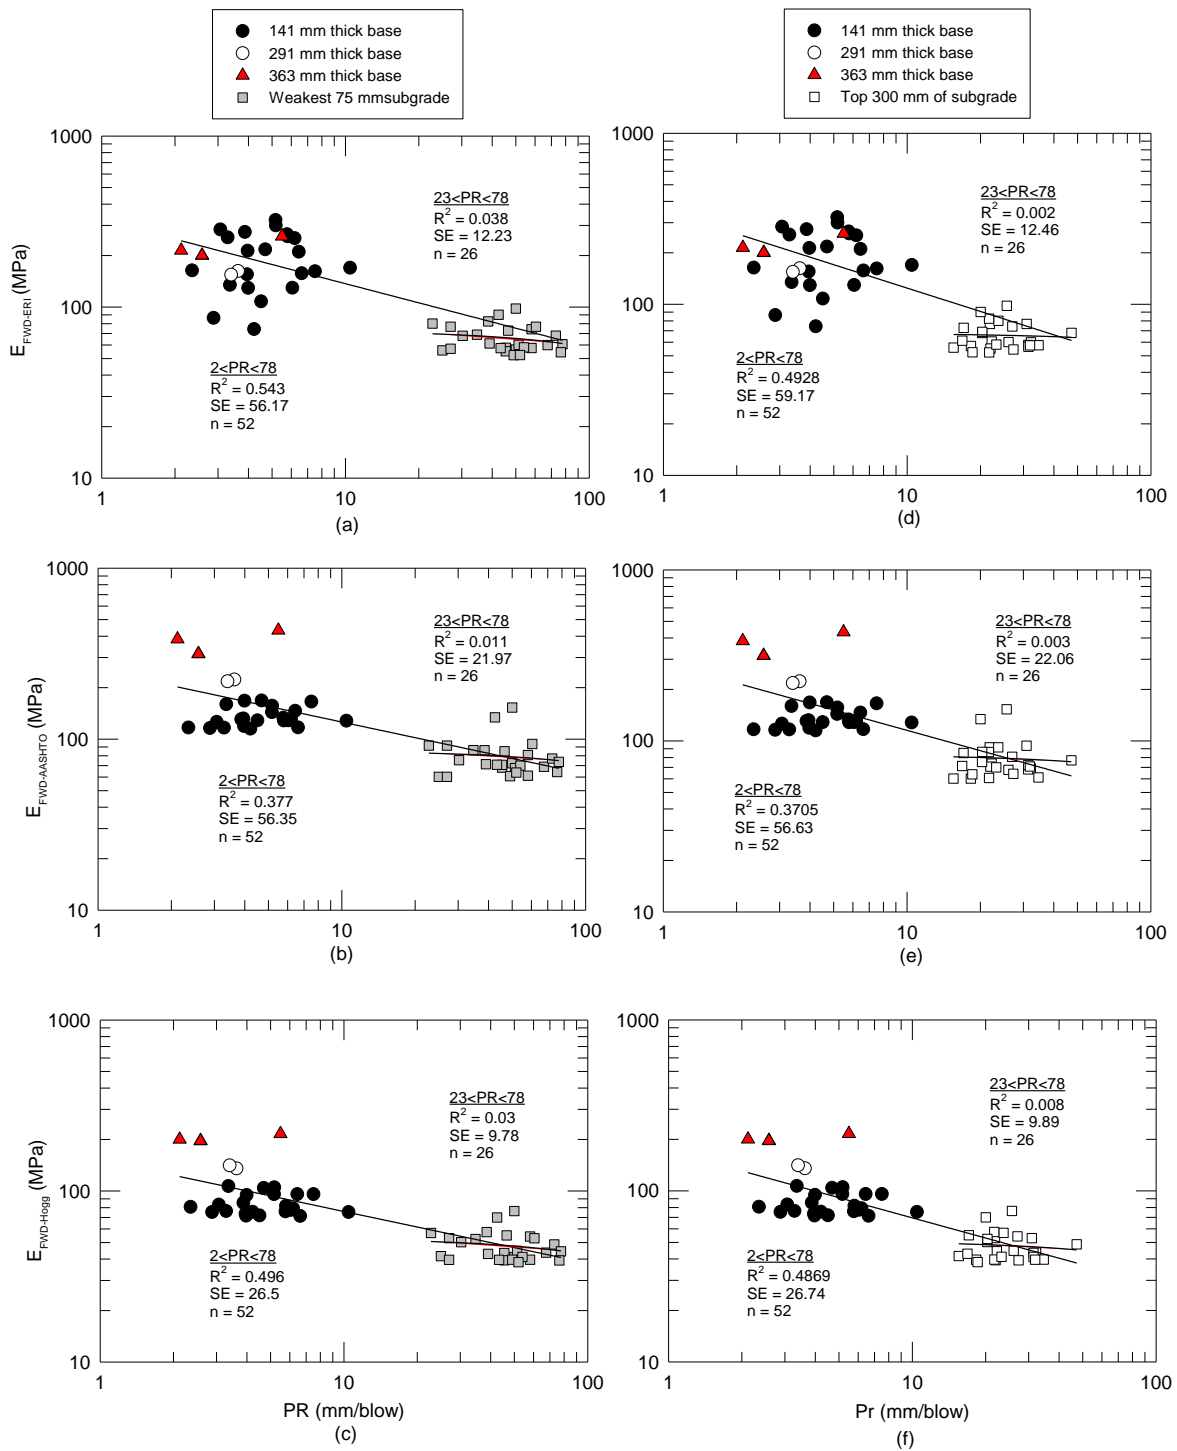 141 mm thick base
291 mm thick base
363 mm thick base
Weakest 75 mmsubgrade
141 mm thick base
291 mm thick base
363 mm thick base
Top 300 mm of subgrade
E FWD-ERI (MPa)
1000
100
10
1
10
100
23<PR<78
R² = 0.038
SE = 12.23
n = 26
2<PR<78
R² = 0.543
SE = 56.17
n = 52
(a)
1000
100
10
1
10
100
23<PR<78
R² = 0.002
SE = 12.46
n = 26
2<PR<78
R² = 0.4928
SE = 59.17
n = 52
(d)
E FWD-AASHTO (MPa)
1000
100
10
1
10
100
23<PR<78
R² = 0.011
SE = 21.97
n = 26
2<PR<78
R² = 0.377
SE = 56.35
n = 52
(b)
1000
100
10
1
10
100
23<PR<78
R² = 0.003
SE = 22.06
n = 26
2<PR<78
R² = 0.3705
SE = 56.63
n = 52
(e)
E FWD-Hogg (MPa)
1000
100
10
1
10
100
23<PR<78
R² = 0.03
SE = 9.78
n = 26
2<PR<78
R² = 0.496
SE = 26.5
n = 52
PR (mm/blow)
(c)
1000
100
10
1
10
100
23<PR<78
R² = 0.008
SE = 9.89
n = 26
2<PR<78
R² = 0.4869
SE = 26.74
n = 52
Pr (mm/blow)
(f)